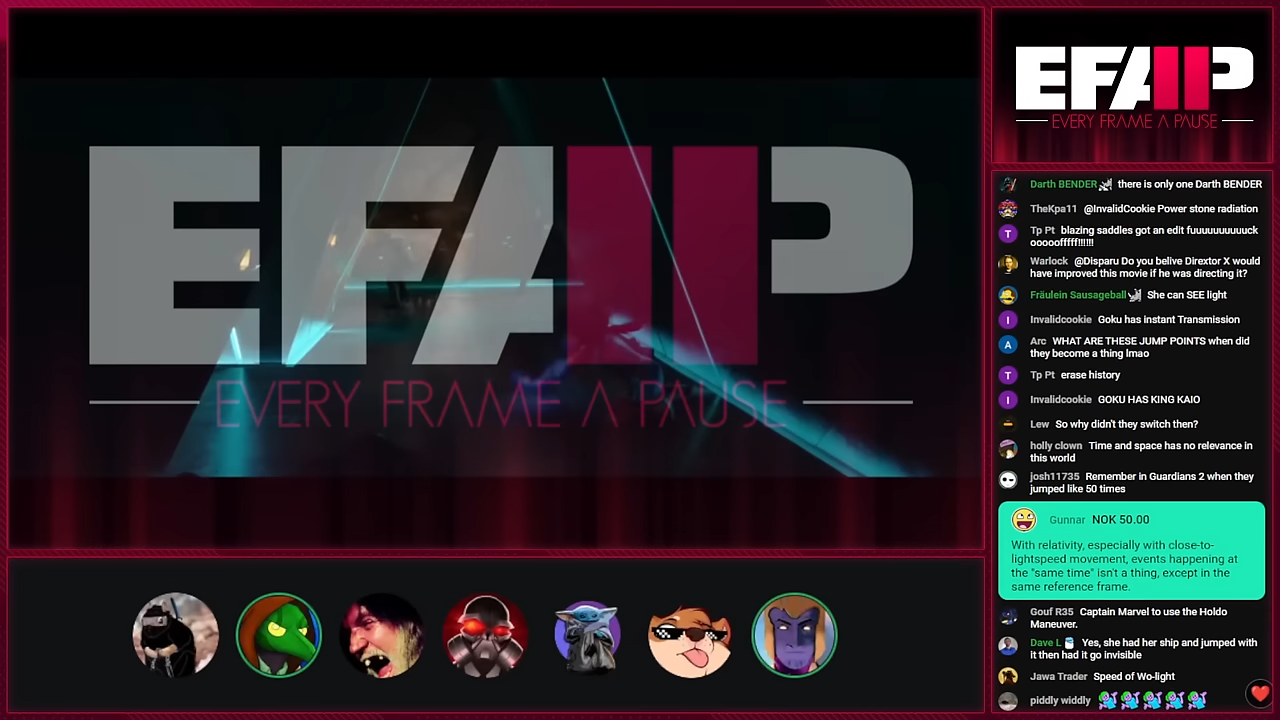 EFAP
EVERY FRAME A PAUSE
EFAP
EVERY FRAME A PAUSE
Darth BENDER there is only one Darth BENDER
TheKpa11 @InvalidCookie Power stone radiation
Tp Pt blazing saddles got an edit fuuuuuuuuuuck
ooooofffff!!!!!!
Warlock @Disparu Do you belive Dirextor X would
have improved this movie if he was directing it?
Fräulein Sausageball She can SEE light
Invalidcookie Goku has instant Transmission
Arc WHAT ARE THESE JUMP POINTS when did
they become a thing lmao
Tp Pt erase history
Invalidcookie GOKU HAS KING KAIO
Lew So why didn't they switch then?
holly clown Time and space has no relevance in
this world
josh11735 Remember in Guardians 2 when they
jumped like 50 times
Gunnar NOK 50.00
With relativity, especially with close-to-
lightspeed movement, events happening at
the "same time" isn't a thing, except in the
same reference frame.
Gouf R35 Captain Marvel to use the Holdo
Maneuver.
Dave L Yes, she had her ship and jumped with
it then had it go invisible
Jawa Trader Speed of Wo-light
piddly widdly
T
I
A
T
I